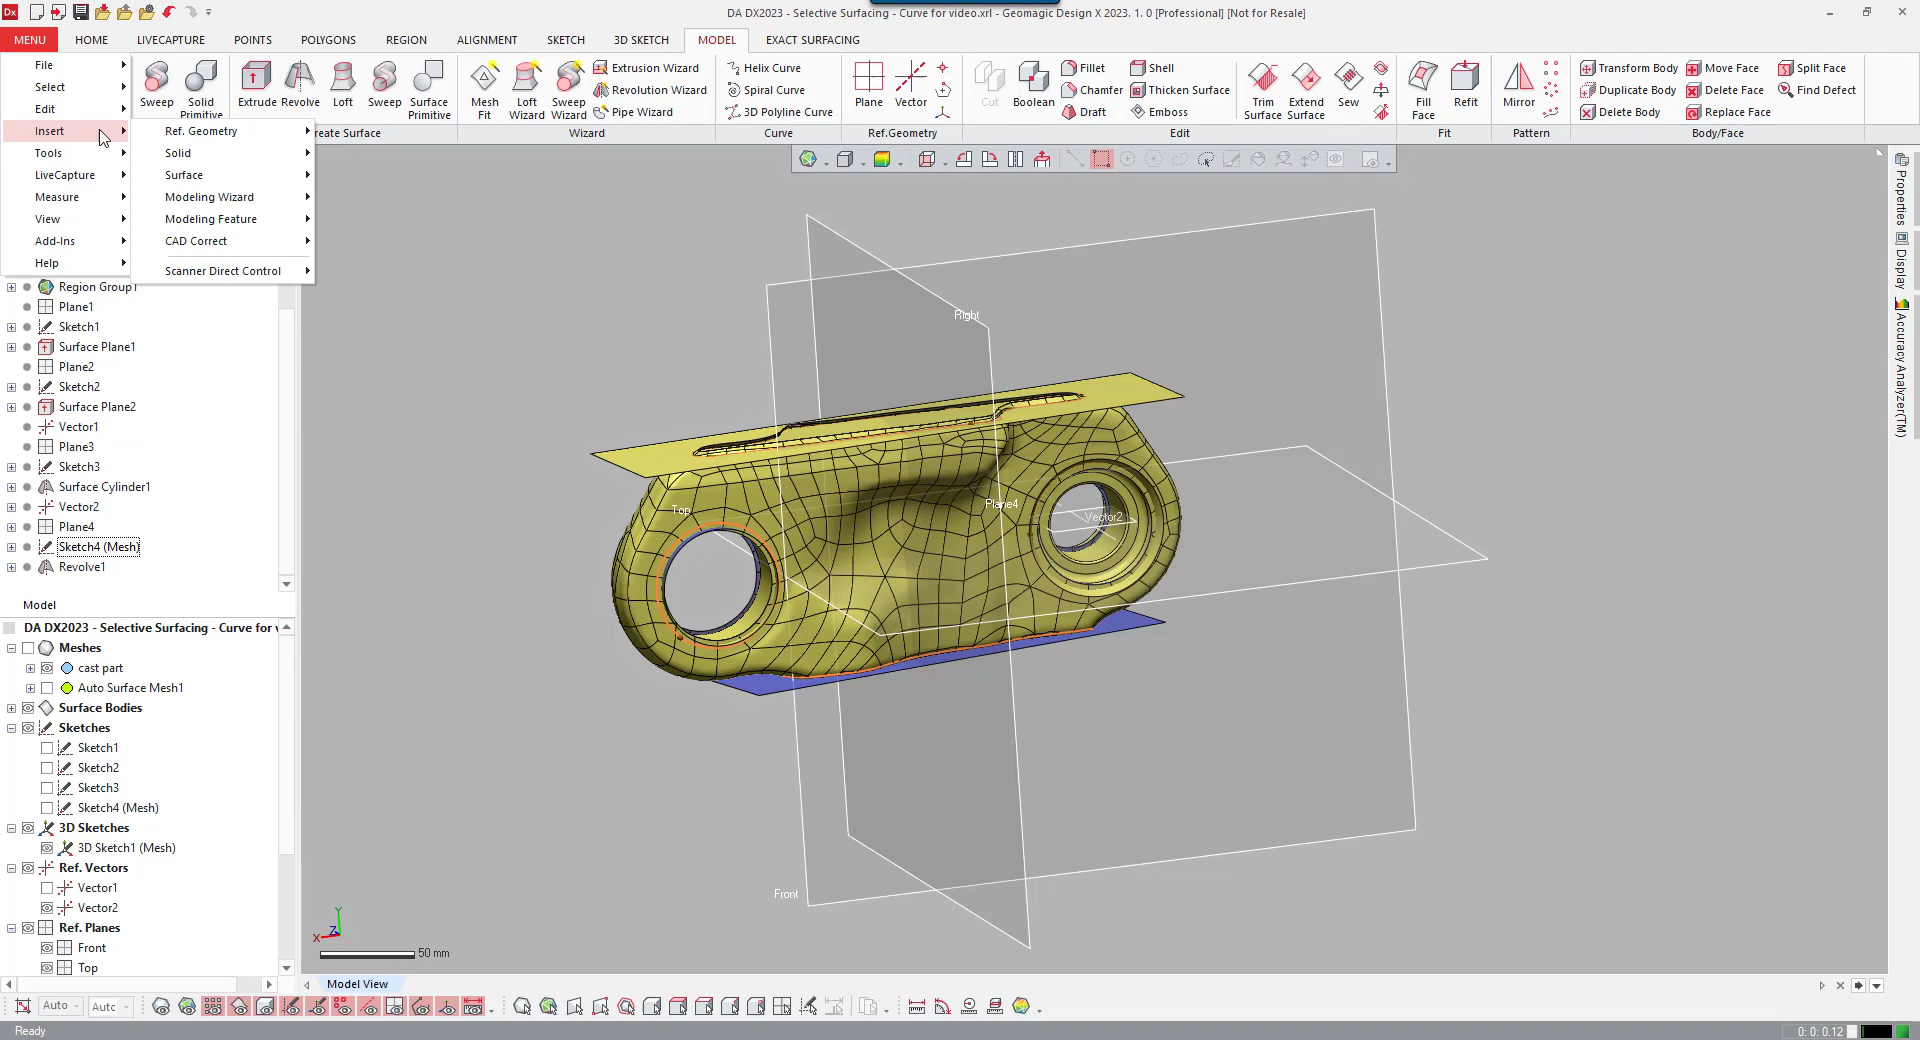 DA DX2023 - Selective Surfacing - Curve for video.xrl - Geomagic Design X 2023. 1. 0 [Professional] [Not for Resale]
MENU HOME LIVECAPTURE POINTS POLYGONS REGION ALIGNMENT SKETCH 3D SKETCH MODEL EXACT SURFACING
File
Select
Edit
Insert
Tools
LiveCapture
Measure
View
Add-Ins
Help
Ref. Geometry
Solid
Surface
Modeling Wizard
Modeling Feature
CAD Correct
Scanner Direct Control
Sweep
Solid Primitive
Extrude
Revolve
Loft
Sweep
Surface Primitive
Create Surface
Mesh Fit
Loft Wizard
Sweep Wizard
Extrusion Wizard
Revolution Wizard
Pipe Wizard
Wizard
Helix Curve
Spiral Curve
3D Polyline Curve
Curve
Plane
Vector
Ref.Geometry
Cut
Boolean
Fillet
Chamfer
Draft
Shell
Thicken Surface
Emboss
Trim Surface
Extend Surface
Sew
Edit
Fill Face
Refit
Fit
Mirror
Pattern
Transform Body
Duplicate Body
Delete Body
Move Face
Delete Face
Replace Face
Split Face
Find Defect
Body/Face
Region Group1
Plane1
Sketch1
Surface Plane1
Plane2
Sketch2
Surface Plane2
Vector1
Plane3
Sketch3
Surface Cylinder1
Vector2
Plane4
Sketch4 (Mesh)
Revolve1
Model
DA DX2023 - Selective Surfacing - Curve for
Meshes
cast part
Auto Surface Mesh1
Surface Bodies
Sketches
Sketch1
Sketch2
Sketch3
Sketch4 (Mesh)
3D Sketches
3D Sketch1 (Mesh)
Ref. Vectors
Vector1
Vector2
Ref. Planes
Front
Top
Right
Top
Plane4
Vector2
Front
Y
Z
X
50 mm
Properties
Display
Accuracy Analyzer(TM)
Model View
Auto
Auto
Ready
0: 0: 0.12